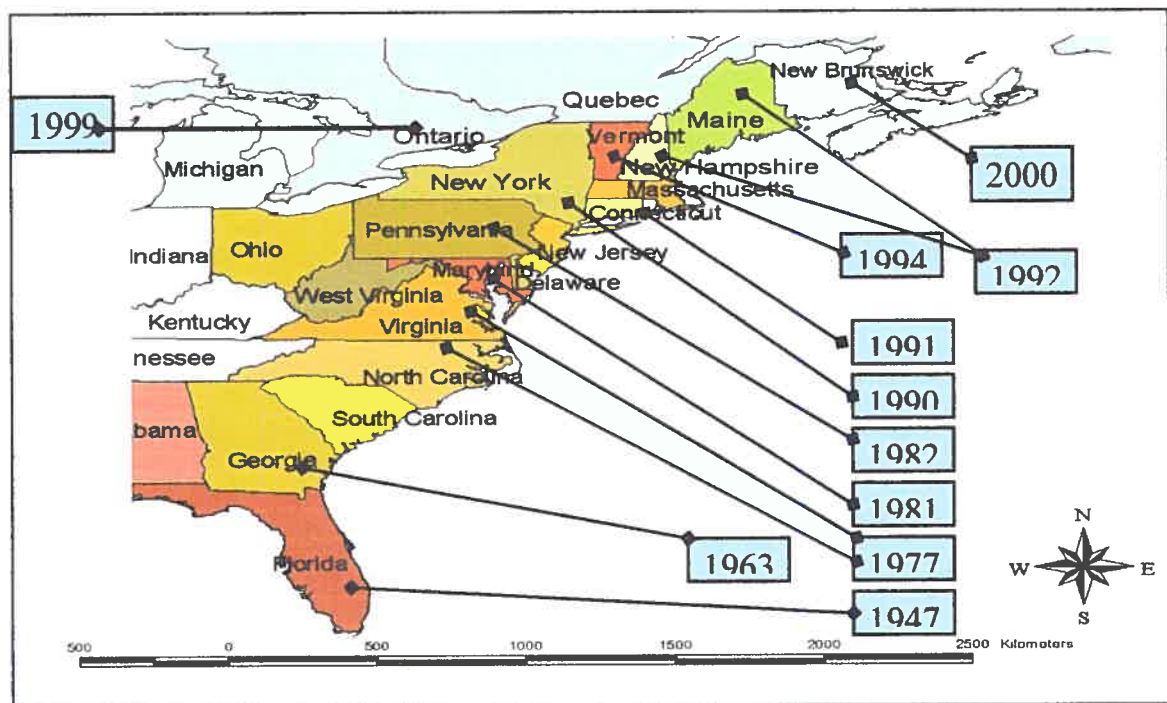 New Brunswick
Quebec
Maine
1999
Ontario
Vermont
Michigan
New Hampshire
2000
New York
Massachusetts
Connecticut
Pennsylvania
Indiana
Ohio
New Jersey
1994
1992
Maryland
Delaware
West Virginia
Kentucky
Virginia
1991
nessee
North Carolina
1990
South Carolina
bama
1982
Georgia
1981
N
1963
1977
Florida
W
E
1947
S
500
0
500
1000
1500
2000
2500 Kilometers